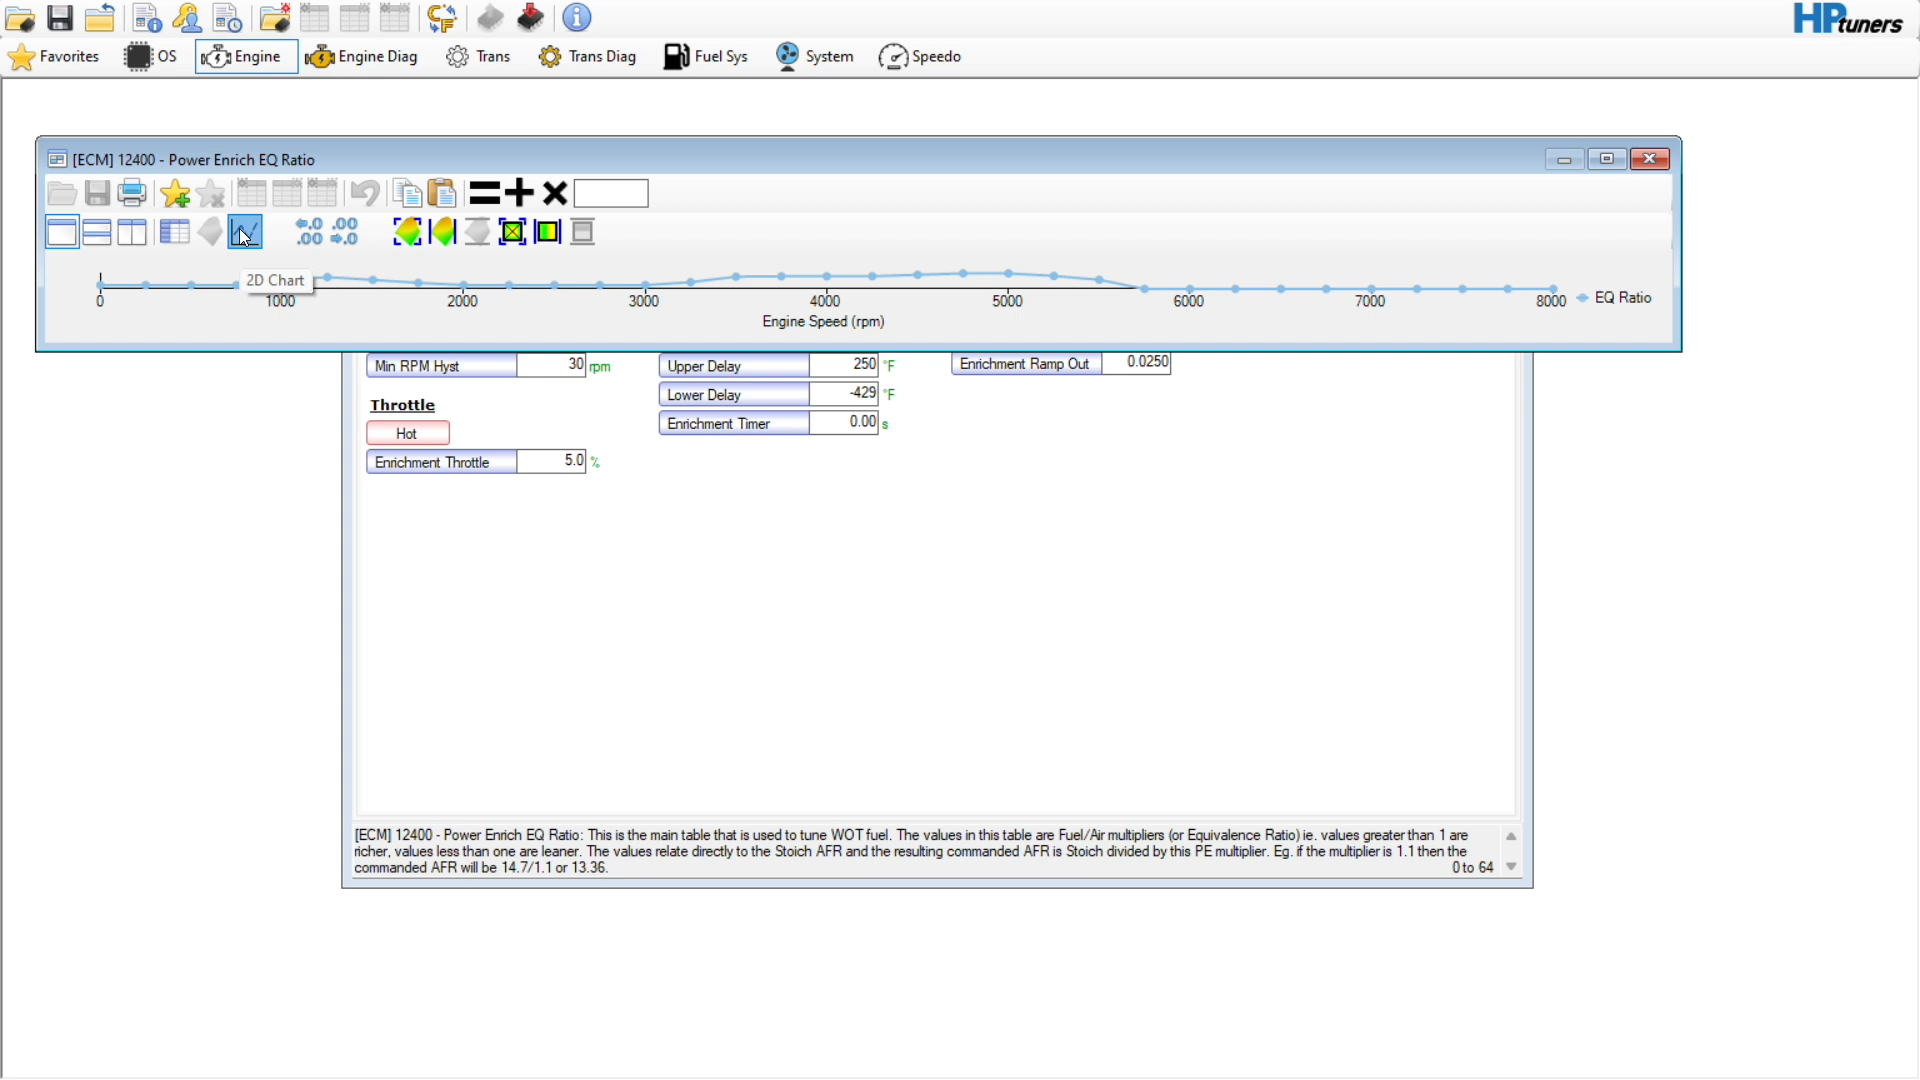 HPtuners
Favorites OS Engine Engine Diag Trans Trans Diag Fuel Sys System Speedo
[ECM] 12400 - Power Enrich EQ Ratio
.0 .00
.00 .0
2D Chart
0 1000 2000 3000 4000 5000 6000 7000 8000 EQ Ratio
Engine Speed (rpm)
Min RPM Hyst 30 rpm Upper Delay 250 °F Enrichment Ramp Out 0.0250
Throttle Lower Delay -429 °F
Hot Enrichment Timer 0.00 s
Enrichment Throttle 5.0 %
[ECM] 12400 - Power Enrich EQ Ratio: This is the main table that is used to tune WOT fuel. The values in this table are Fuel/Air multipliers (or Equivalence Ratio) ie. values greater than 1 are
richer, values less than one are leaner. The values relate directly to the Stoich AFR and the resulting commanded AFR is Stoich divided by this PE multiplier. Eg. if the multiplier is 1.1 then the
commanded AFR will be 14.7/1.1 or 13.36. 0 to 64